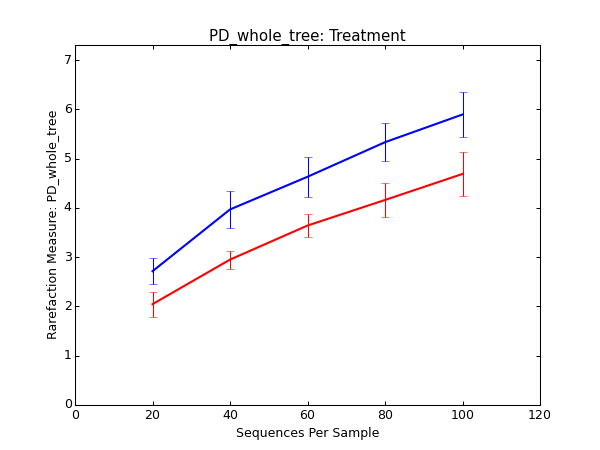 PD_whole_tree: Treatment
Rarefaction Measure: PD_whole_tree
7
6
5
4
3
2
1
0
0 20 40 60 80 100 120
Sequences Per Sample